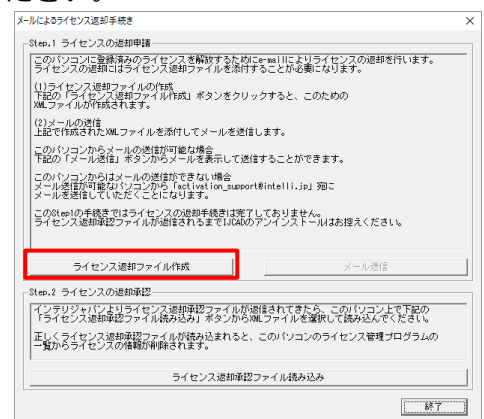 ださい。
メールによるライセンス返却手続き
Step.1 ライセンスの返却申請
このパソコンに登録済みのライセンスを解放するためにe-mailによりライセンスの返却を行います。
ライセンスの返却にはライセンス返却ファイルを添付することが必要になります。
(1)ライセンス返却ファイルの作成
下記の「ライセンス返却ファイル作成」ボタンをクリックすると、このための
XMLファイルが作成されます。
(2)メールの送信
上記で作成されたXMLファイルを添付してメールを送信します。
このパソコンからメールの送信が可能な場合
下記の「メール送信」ボタンからメールを表示して送信することができます。
このパソコンからはメールの送信ができない場合
メール送信が可能なパソコンから「activation_support@intelli.jp」宛に
メールを送信していただくことになります。
このStep1の手続きではライセンスの返却手続きは完了しておりません。
ライセンス返却承認ファイルが返信されるまでIJCADのアンインストールはお控えください。
ライセンス返却ファイル作成
メール送信
Step.2 ライセンスの返却承認
インテリジャパンよりライセンス返却承認ファイルが返信されてきたら、このパソコン上で下記の
「ライセンス返却承認ファイル読み込み」ボタンからXMLファイルを選択して読み込んでください。
正しくライセンス返却承認ファイルが読み込まれると、このパソコンのライセンス管理プログラムの
一覧からライセンスの情報が削除されます。
ライセンス返却承認ファイル読み込み
終了